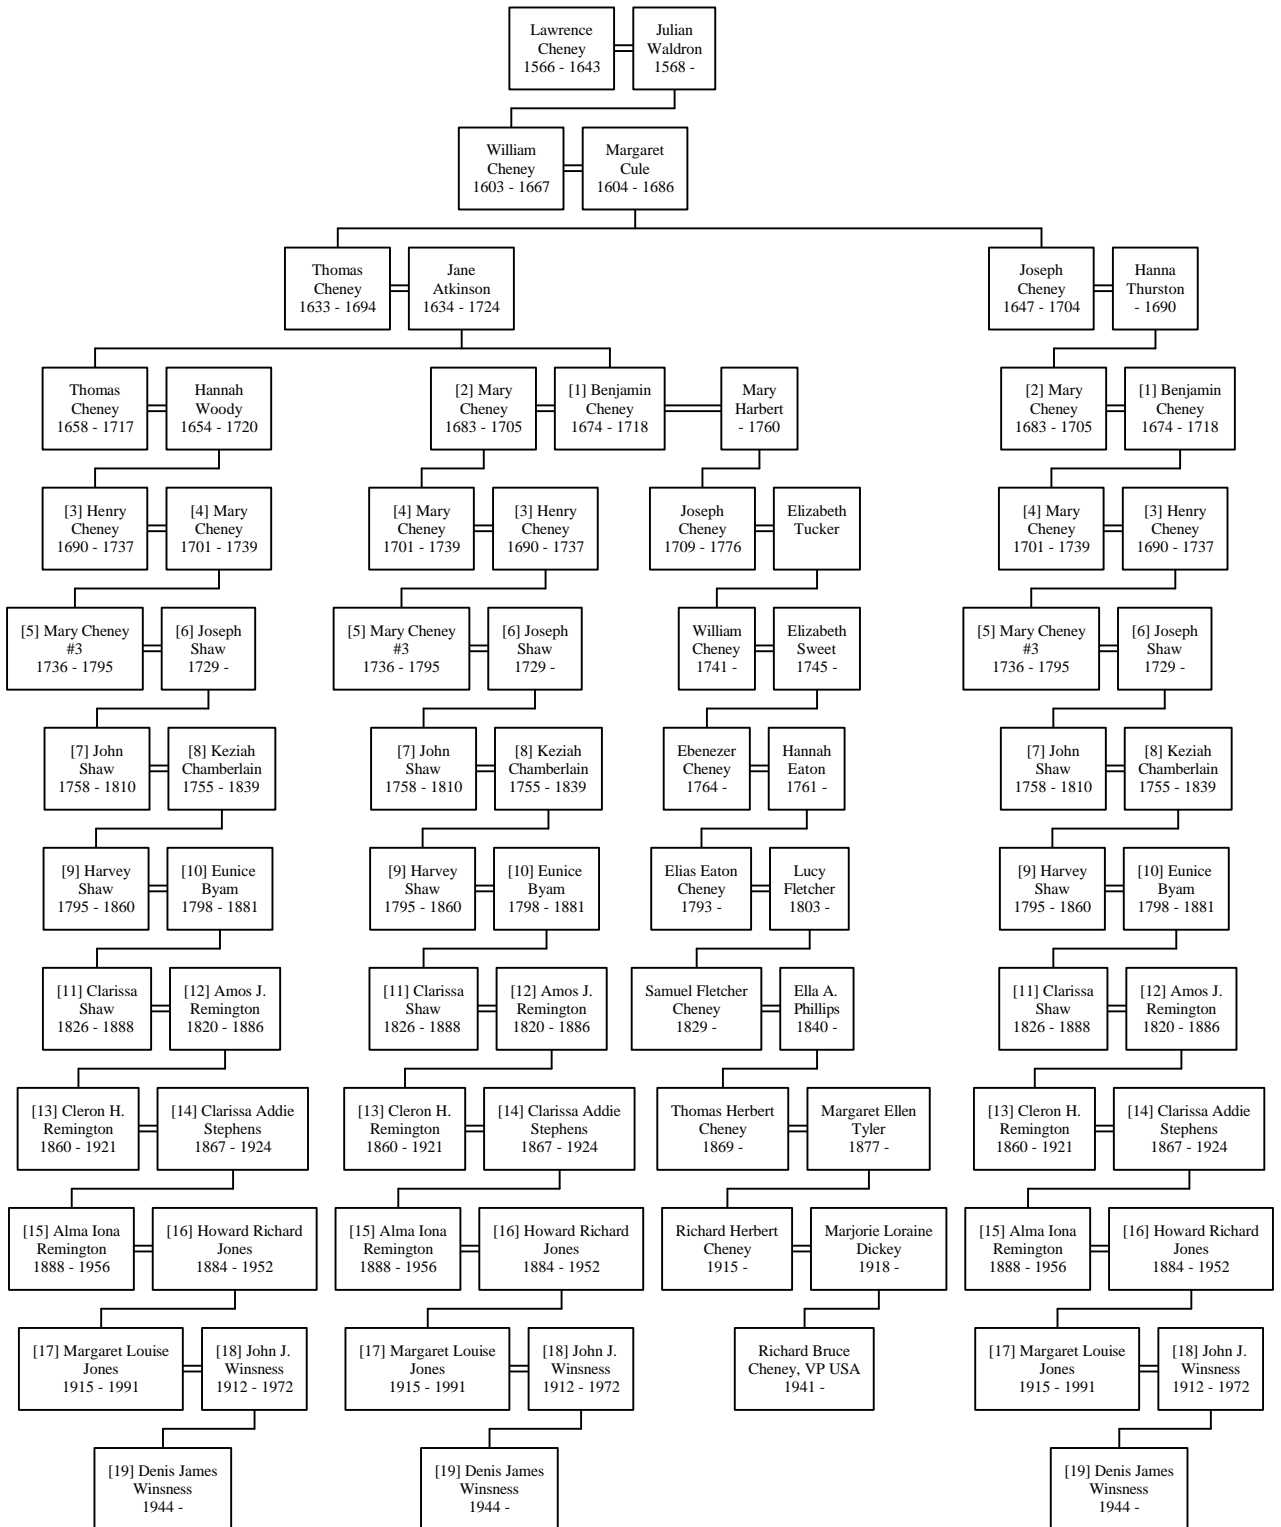 Lawrence
Cheney
1566 - 1643
Julian
Waldron
1568 -
William
Cheney
1603 - 1667
Margaret
Cule
1604 - 1686
Thomas
Cheney
1633 - 1694
Jane
Atkinson
1634 - 1724
Joseph
Cheney
1647 - 1704
Hanna
Thurston
- 1690
Thomas
Cheney
1658 - 1717
Hannah
Woody
1654 - 1720
[2] Mary
Cheney
1683 - 1705
[1] Benjamin
Cheney
1674 - 1718
Mary
Harbert
- 1760
[2] Mary
Cheney
1683 - 1705
[1] Benjamin
Cheney
1674 - 1718
[3] Henry
Cheney
1690 - 1737
[4] Mary
Cheney
1701 - 1739
[4] Mary
Cheney
1701 - 1739
[3] Henry
Cheney
1690 - 1737
Joseph
Cheney
1709 - 1776
Elizabeth
Tucker
[4] Mary
Cheney
1701 - 1739
[3] Henry
Cheney
1690 - 1737
[5] Mary Cheney
#3
1736 - 1795
[6] Joseph
Shaw
1729 -
[5] Mary Cheney
#3
1736 - 1795
[6] Joseph
Shaw
1729 -
William
Cheney
1741 -
Elizabeth
Sweet
1745 -
[5] Mary Cheney
#3
1736 - 1795
[6] Joseph
Shaw
1729 -
[7] John
Shaw
1758 - 1810
[8] Keziah
Chamberlain
1755 - 1839
[7] John
Shaw
1758 - 1810
[8] Keziah
Chamberlain
1755 - 1839
Ebenezer
Cheney
1764 -
Hannah
Eaton
1761 -
[7] John
Shaw
1758 - 1810
[8] Keziah
Chamberlain
1755 - 1839
[9] Harvey
Shaw
1795 - 1860
[10] Eunice
Byam
1798 - 1881
[9] Harvey
Shaw
1795 - 1860
[10] Eunice
Byam
1798 - 1881
Elias Eaton
Cheney
1793 -
Lucy
Fletcher
1803 -
[9] Harvey
Shaw
1795 - 1860
[10] Eunice
Byam
1798 - 1881
[11] Clarissa
Shaw
1826 - 1888
[12] Amos J.
Remington
1820 - 1886
[11] Clarissa
Shaw
1826 - 1888
[12] Amos J.
Remington
1820 - 1886
Samuel Fletcher
Cheney
1829 -
Ella A.
Phillips
1840 -
[11] Clarissa
Shaw
1826 - 1888
[12] Amos J.
Remington
1820 - 1886
[13] Cleron H.
Remington
1860 - 1921
[14] Clarissa Addie
Stephens
1867 - 1924
[13] Cleron H.
Remington
1860 - 1921
[14] Clarissa Addie
Stephens
1867 - 1924
Thomas Herbert
Cheney
1869 -
Margaret Ellen
Tyler
1877 -
[13] Cleron H.
Remington
1860 - 1921
[14] Clarissa Addie
Stephens
1867 - 1924
[15] Alma Iona
Remington
1888 - 1956
[16] Howard Richard
Jones
1884 - 1952
[15] Alma Iona
Remington
1888 - 1956
[16] Howard Richard
Jones
1884 - 1952
Richard Herbert
Cheney
1915 -
Marjorie Loraine
Dickey
1918 -
[15] Alma Iona
Remington
1888 - 1956
[16] Howard Richard
Jones
1884 - 1952
[17] Margaret Louise
Jones
1915 - 1991
[18] John J.
Winsness
1912 - 1972
[17] Margaret Louise
Jones
1915 - 1991
[18] John J.
Winsness
1912 - 1972
Richard Bruce
Cheney, VP USA
1941 -
[17] Margaret Louise
Jones
1915 - 1991
[18] John J.
Winsness
1912 - 1972
[19] Denis James
Winsness
1944 -
[19] Denis James
Winsness
1944 -
[19] Denis James
Winsness
1944 -